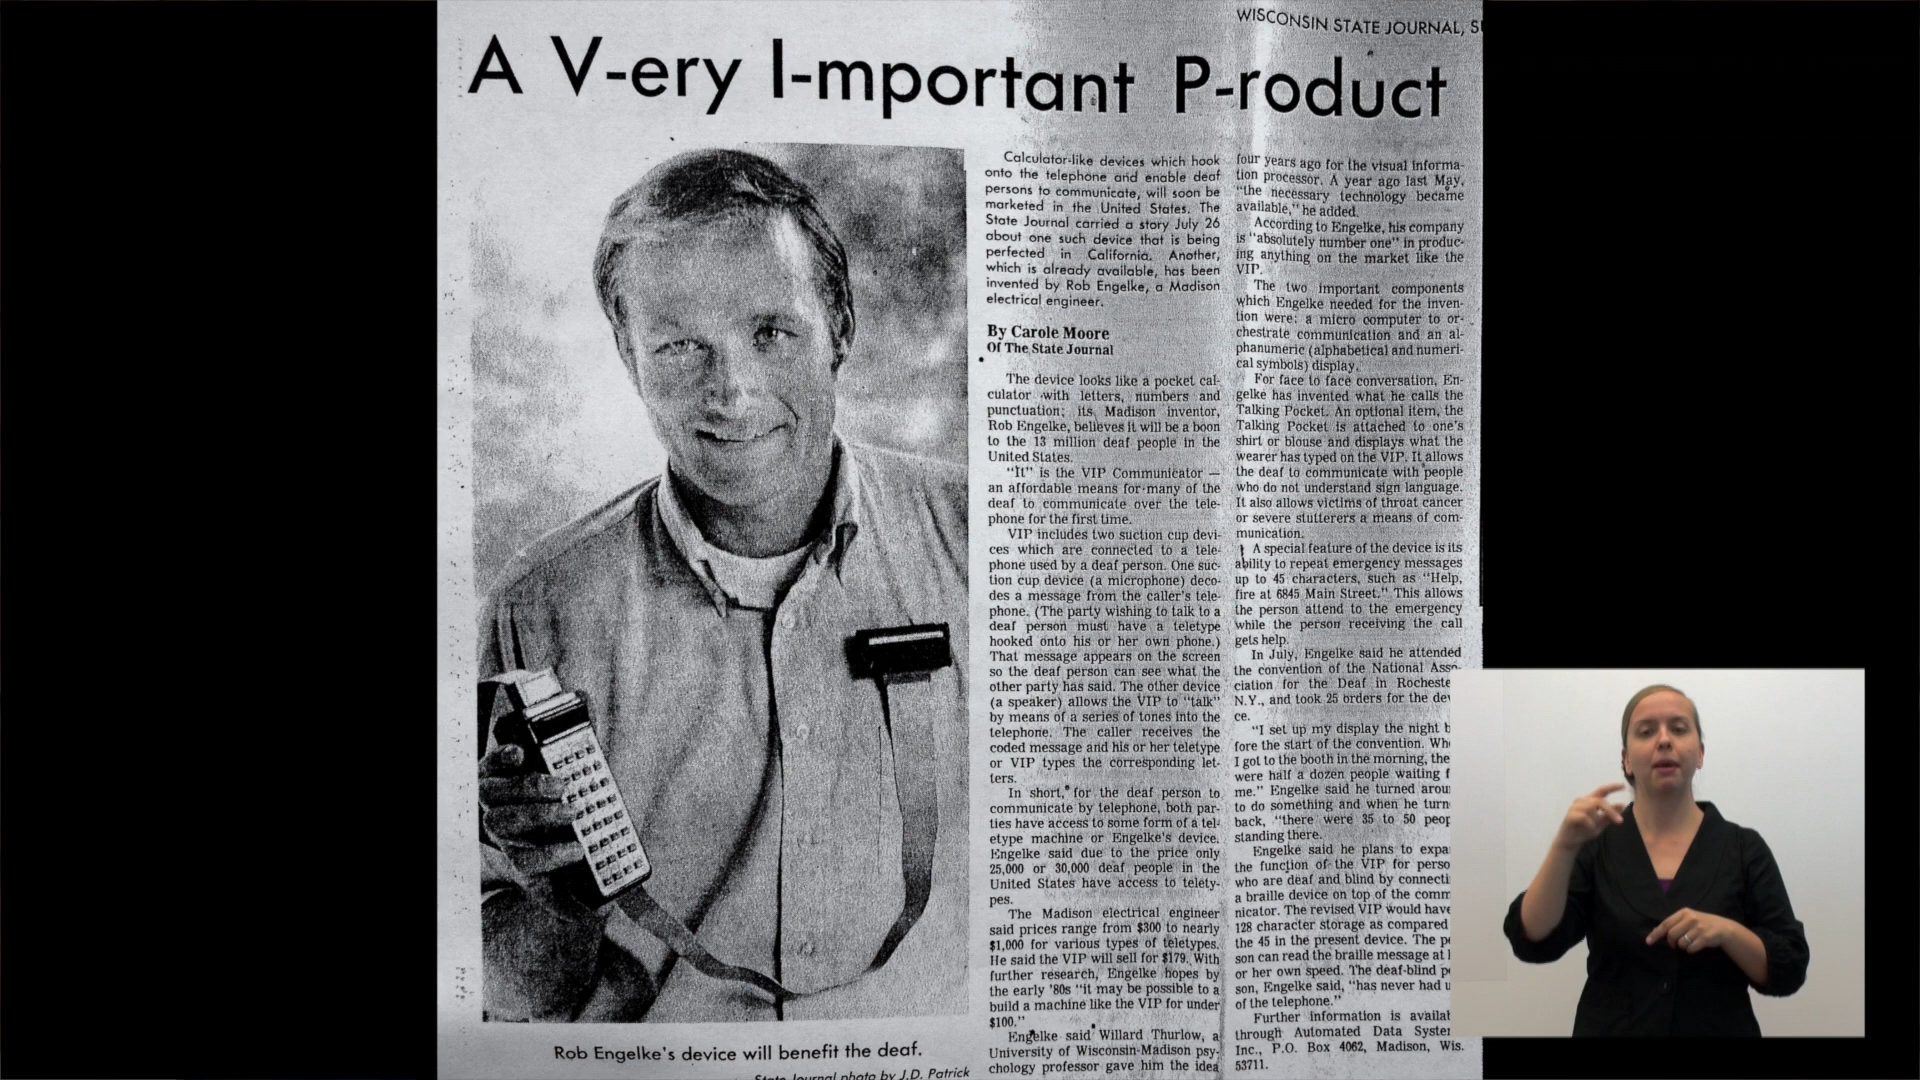 WISCONSIN STATE JOURNAL,
A V-ery I-mportant P-roduct
Rob Engelke's device will benefit the deaf.
State Journal photo by J.D. Patrick
Calculator-like devices which hook
onto the telephone and enable deaf
persons to communicate, will soon be
marketed in the United States. The
State Journal carried a story July 26
about one such device that is being
perfected in California. Another,
which is already available, has been
invented by Rob Engelke, a Madison
electrical engineer.
By Carole Moore
Of The State Journal
The device looks like a pocket cal-
culator with letters, numbers and
punctuation; its Madison inventor,
Rob Engelke, believes it will be a boon
to the 13 million deaf people in the
United States.
"It" is the VIP Communicator —
an affordable means for many of the
deaf to communicate over the tele-
phone for the first time.
VIP includes two suction cup devi-
ces which are connected to a tele-
phone used by a deaf person. One suc-
tion cup device (a microphone) deco-
des a message from the caller's tele-
phone. (The party wishing to talk to a
deaf person must have a teletype
hooked onto his or her own phone.)
That message appears on the screen
so the deaf person can see what the
other party has said. The other device
(a speaker) allows the VIP to "talk"
by means of a series of tones into the
telephone. The caller receives the
coded message and his or her teletype
or VIP types the corresponding let-
ters.
In short, for the deaf person to
communicate by telephone, both par-
ties have access to some form of a tel-
etype machine or Engelke's device.
Engelke said due to the price only
25,000 or 30,000 deaf people in the
United States have access to telety-
pes.
The Madison electrical engineer
said prices range from $300 to nearly
$1,000 for various types of teletypes.
He said the VIP will sell for $179. With
further research, Engelke hopes by
the early '80s "it may be possible to a
build a machine like the VIP for under
$100."
Engelke said Willard Thurlow, a
University of Wisconsin-Madison psy-
chology professor gave him the idea
four years ago for the visual informa-
tion processor. A year ago last May,
"the necessary technology became
available," he added.
According to Engelke, his company
is "absolutely number one" in produc-
ing anything on the market like the
VIP.
The two important components
which Engelke needed for the inven-
tion were: a micro computer to or-
chestrate communication and an al-
phanumeric (alphabetical and numeri-
cal symbols) display.
For face to face conversation, En-
gelke has invented what he calls the
Talking Pocket. An optional item, the
Talking Pocket is attached to one's
shirt or blouse and displays what the
wearer has typed on the VIP. It allows
the deaf to communicate with people
who do not understand sign language.
It also allows victims of throat cancer
or severe stutterers a means of com-
munication.
A special feature of the device is its
ability to repeat emergency messages
up to 45 characters, such as "Help,
fire at 6845 Main Street." This allows
the person attend to the emergency
while the person receiving the call
gets help.
In July, Engelke said he attended
the convention of the National Asso-
ciation for the Deaf in Rocheste
N.Y., and took 25 orders for the dev
ce.
"I set up my display the night b
fore the start of the convention. Wh
I got to the booth in the morning, the
were half a dozen people waiting f
me." Engelke said he turned arou
to do something and when he turn
back, "there were 35 to 50 peop
standing there.
Engelke said he plans to expa
the function of the VIP for perso
who are deaf and blind by connecti
a braille device on top of the comm
nicator. The revised VIP would have
128 character storage as compared
the 45 in the present device. The pe
son can read the braille message at
or her own speed. The deaf-blind pe
son, Engelke said, "has never had u
of the telephone."
Further information is availat
through Automated Data System
Inc., P.O. Box 4062, Madison, Wis.
53711.